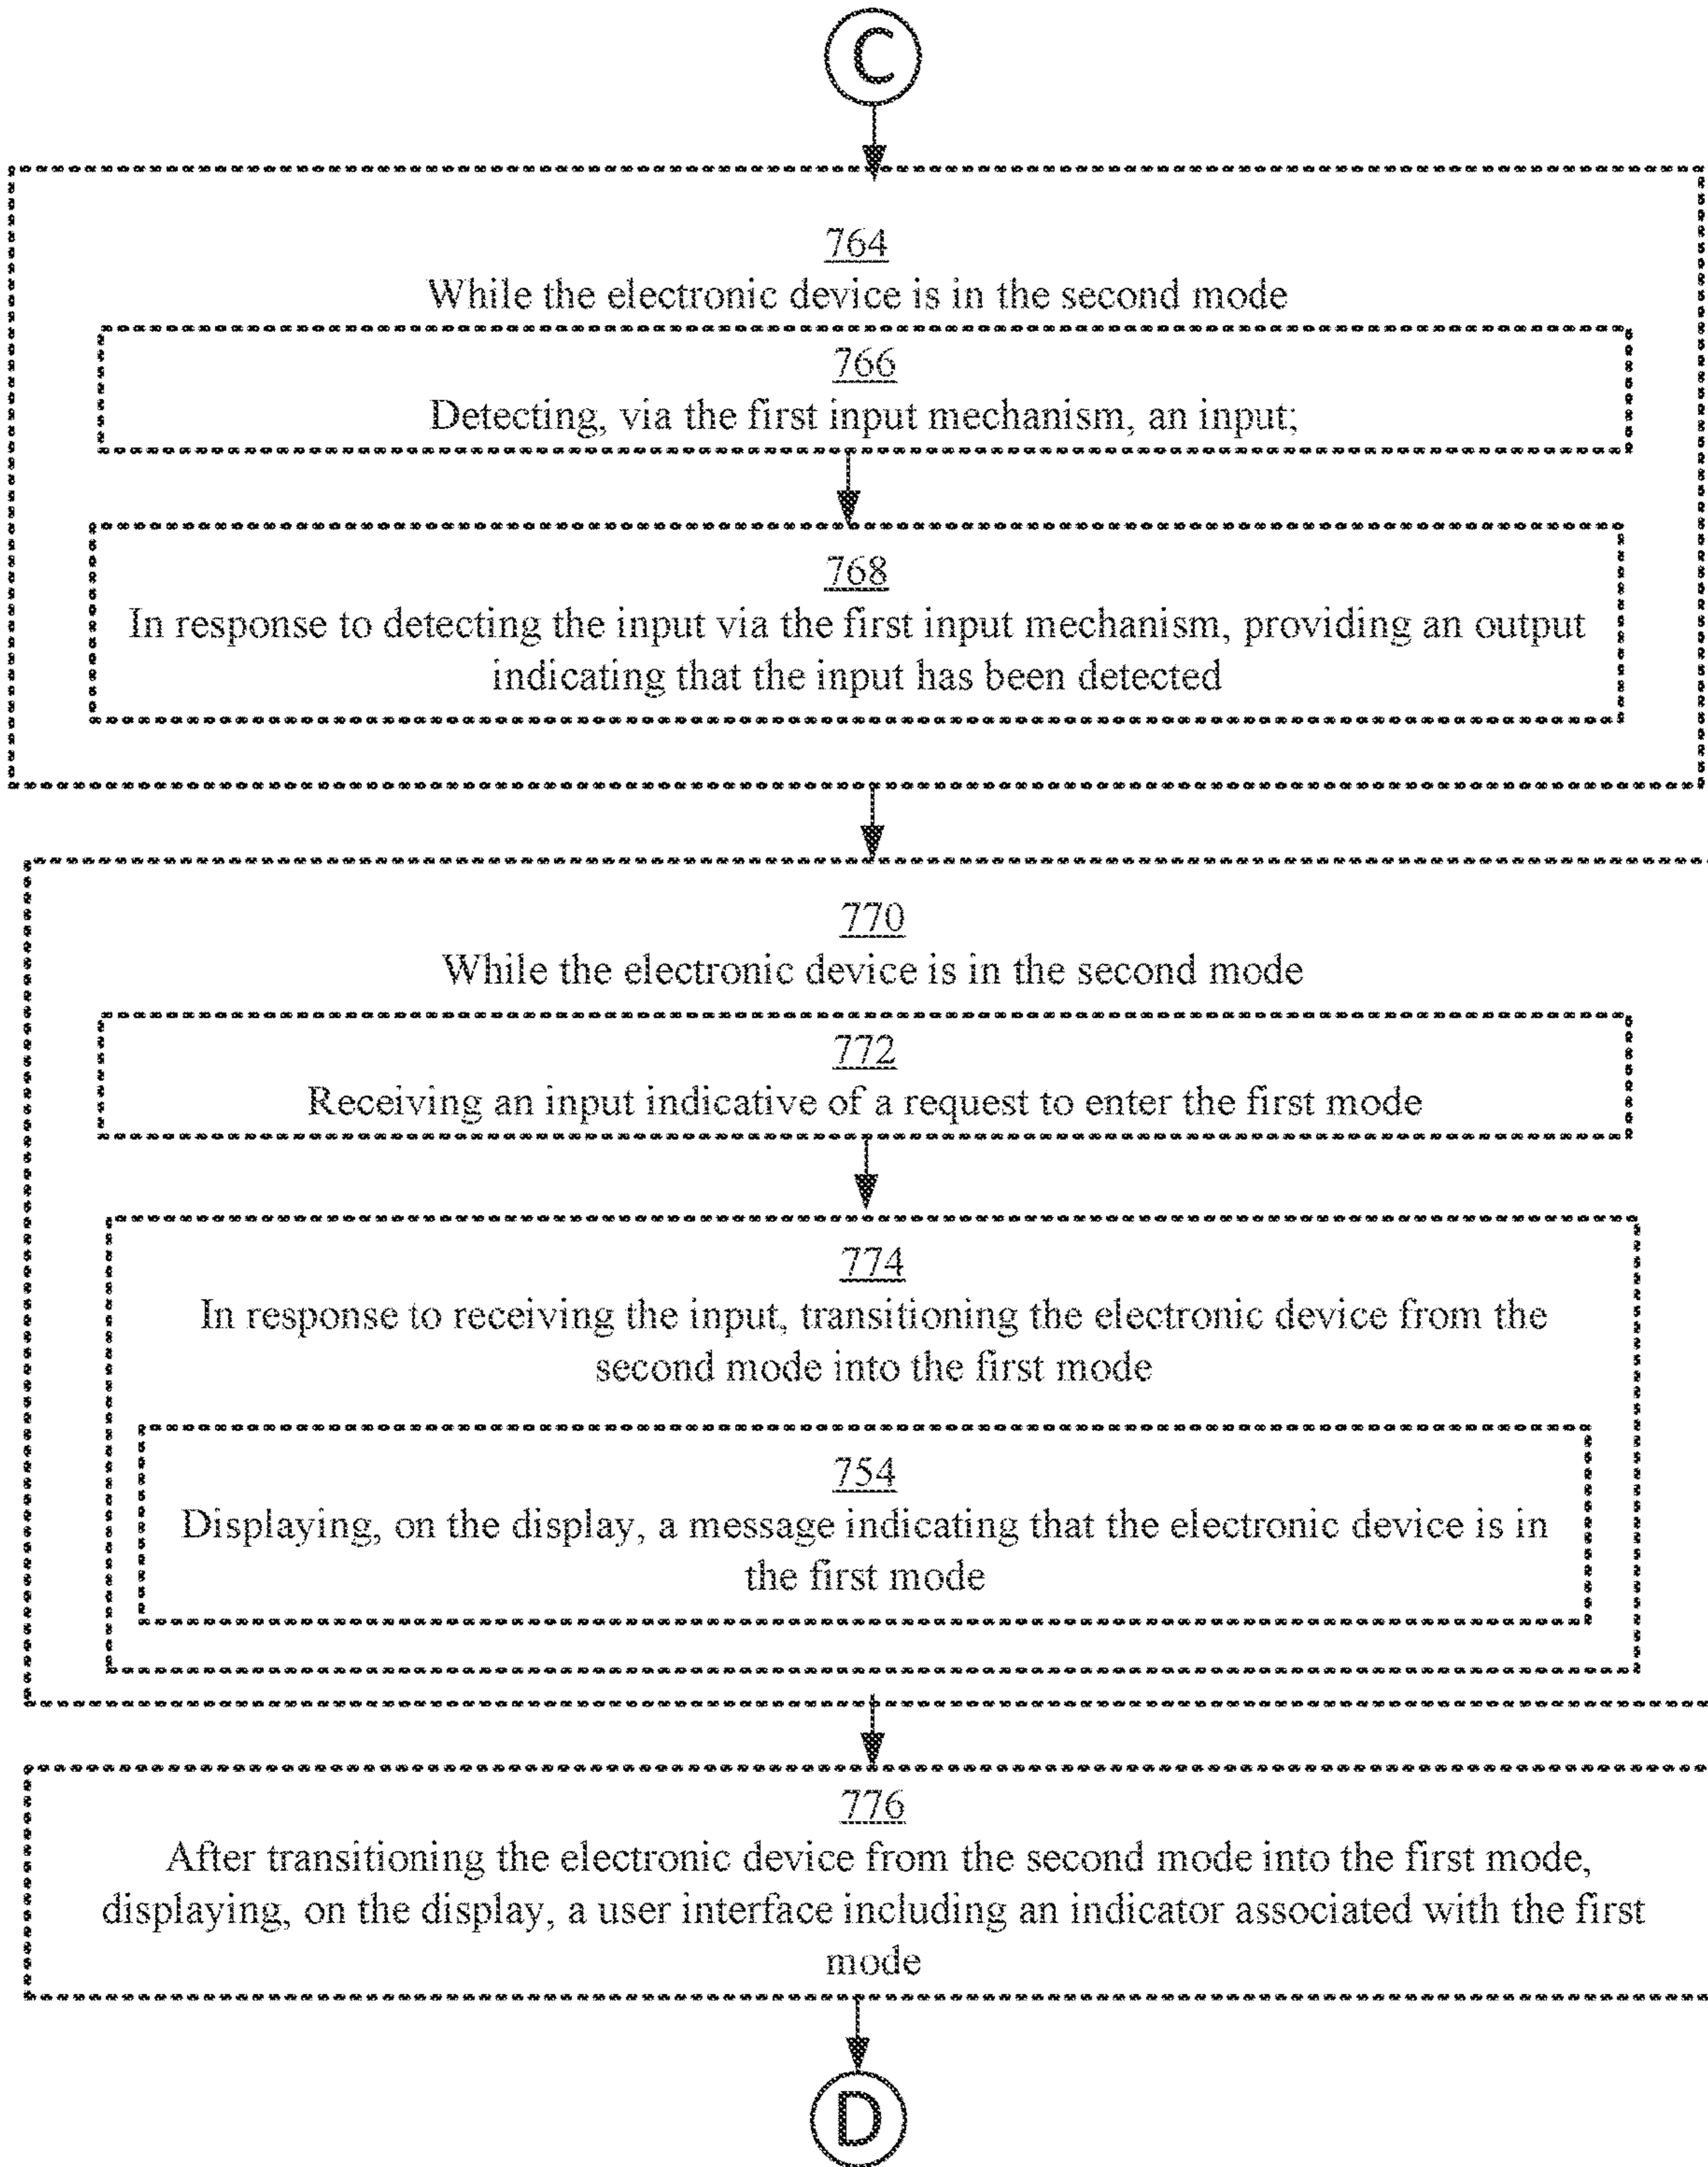 C
764
While the electronic device is in the second mode
766
Detecting, via the first input mechanism, an input;
768
In response to detecting the input via the first input mechanism, providing an output
indicating that the input has been detected
770
While the electronic device is in the second mode
772
Receiving an input indicative of a request to enter the first mode
774
In response to receiving the input, transitioning the electronic device from the
second mode into the first mode
754
Displaying, on the display, a message indicating that the electronic device is in
the first mode
776
After transitioning the electronic device from the second mode into the first mode,
displaying, on the display, a user interface including an indicator associated with the first
mode
D